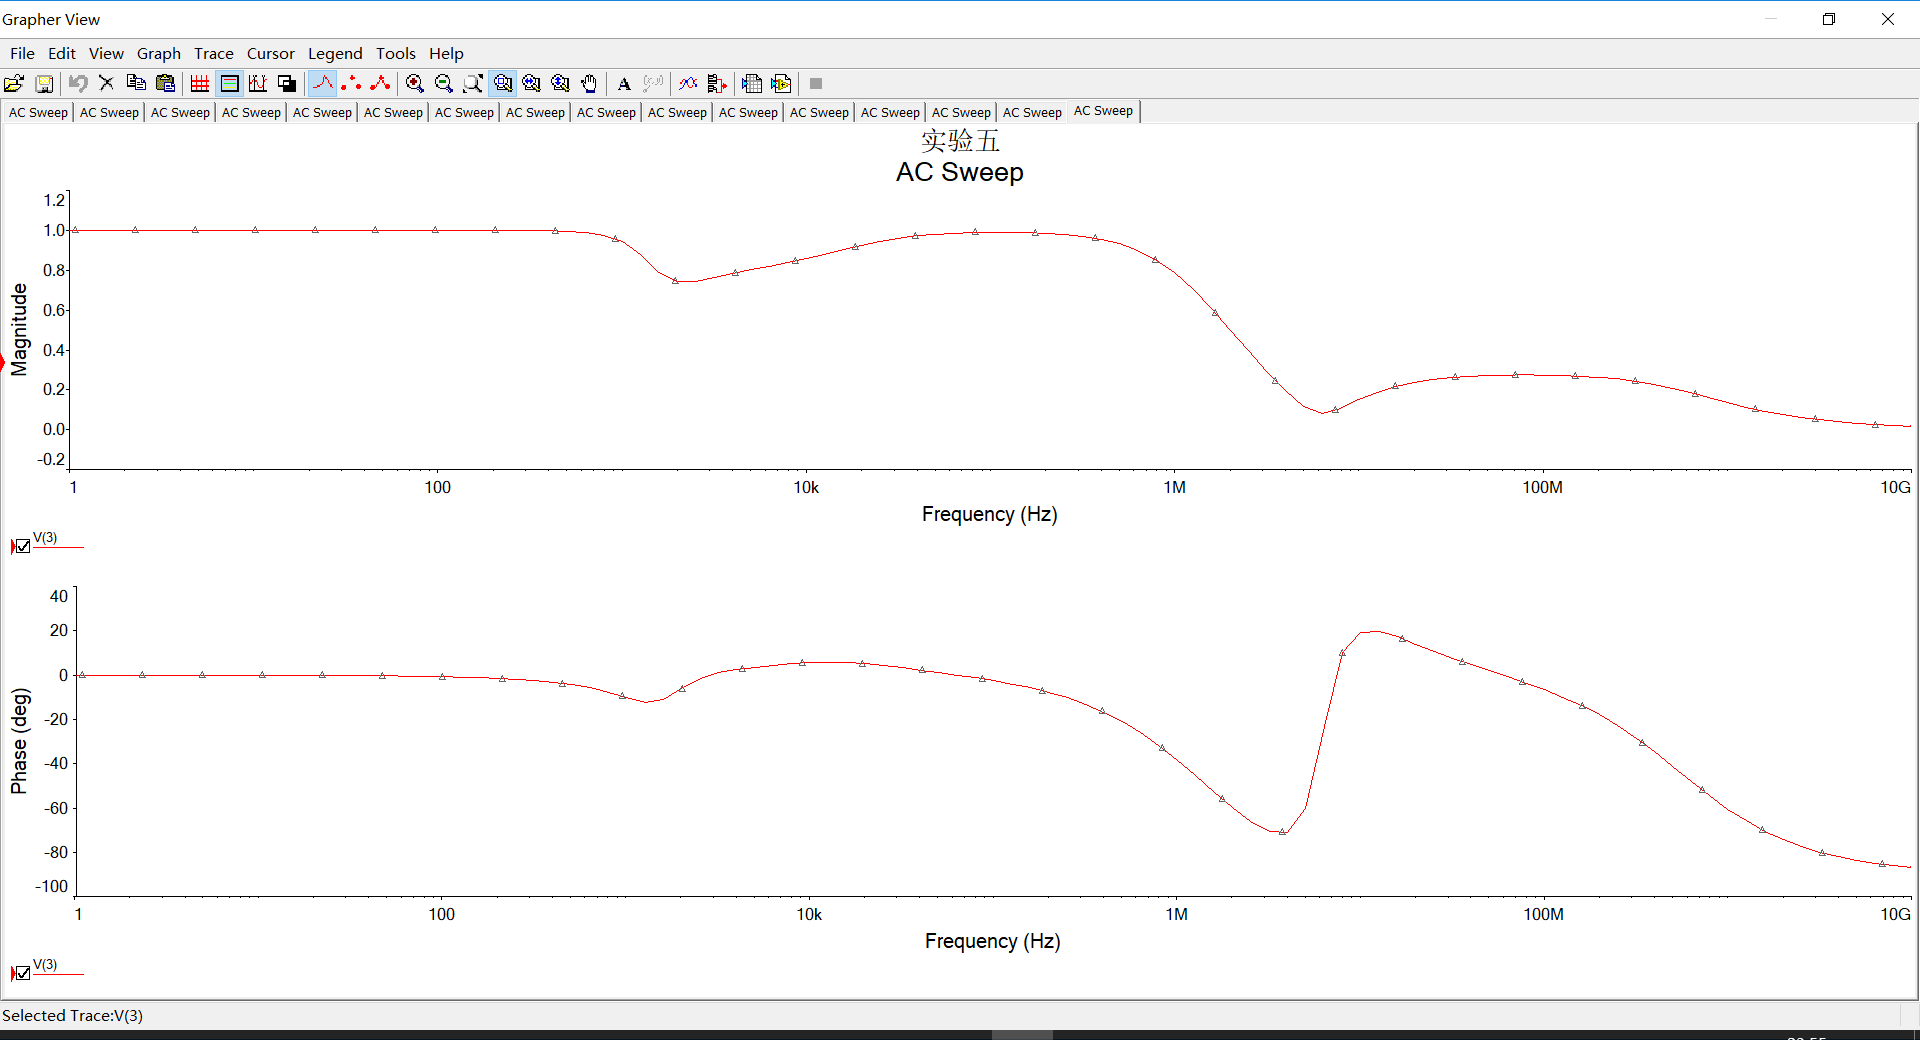 Grapher View
File Edit View Graph Trace Cursor Legend Tools Help
A
AC Sweep AC Sweep AC Sweep AC Sweep AC Sweep AC Sweep AC Sweep AC Sweep AC Sweep AC Sweep AC Sweep AC Sweep AC Sweep AC Sweep AC Sweep AC Sweep
实验五
AC Sweep
Magnitude
1.2
1.0
0.8
0.6
0.4
0.2
0.0
-0.2
1 100 10k 1M 100M 10G
Frequency (Hz)
V(3)
Phase (deg)
40
20
0
-20
-40
-60
-80
-100
1 100 10k 1M 100M 10G
Frequency (Hz)
V(3)
Selected Trace:V(3)